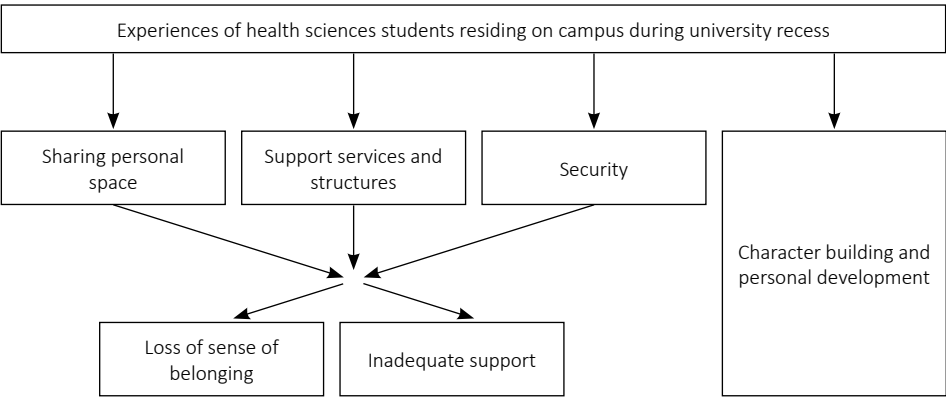 Experiences of health sciences students residing on campus during university recess
Sharing personal
space
Support services and
structures
Security
Character building and
personal development
Loss of sense of
belonging
Inadequate support